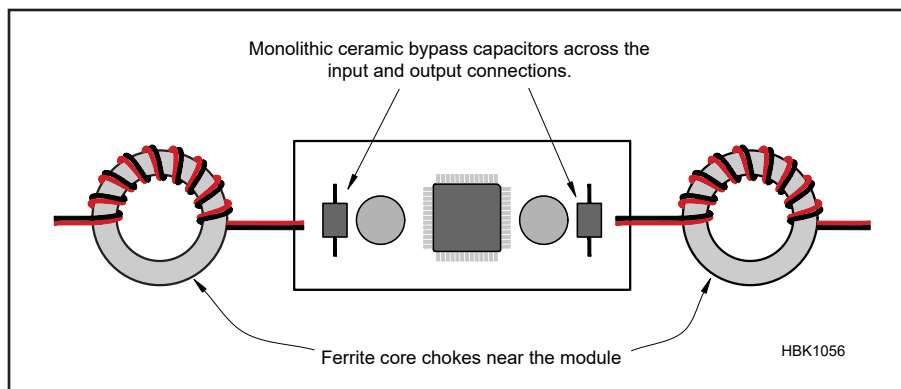 Monolithic ceramic bypass capacitors across the
input and output connections.
Ferrite core chokes near the module
HBK1056